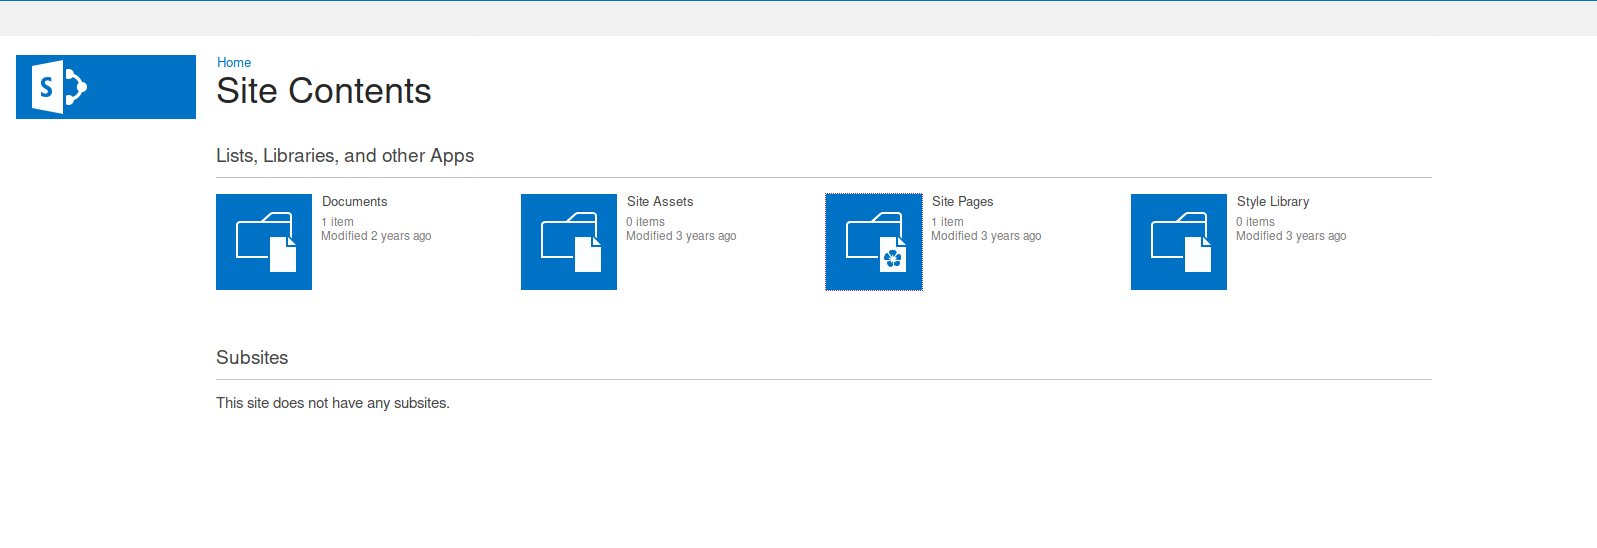 S
Home
Site Contents
Lists, Libraries, and other Apps
Documents
1 item
Modified 2 years ago
Site Assets
0 items
Modified 3 years ago
Site Pages
1 item
Modified 3 years ago
Style Library
0 items
Modified 3 years ago
Subsites
This site does not have any subsites.